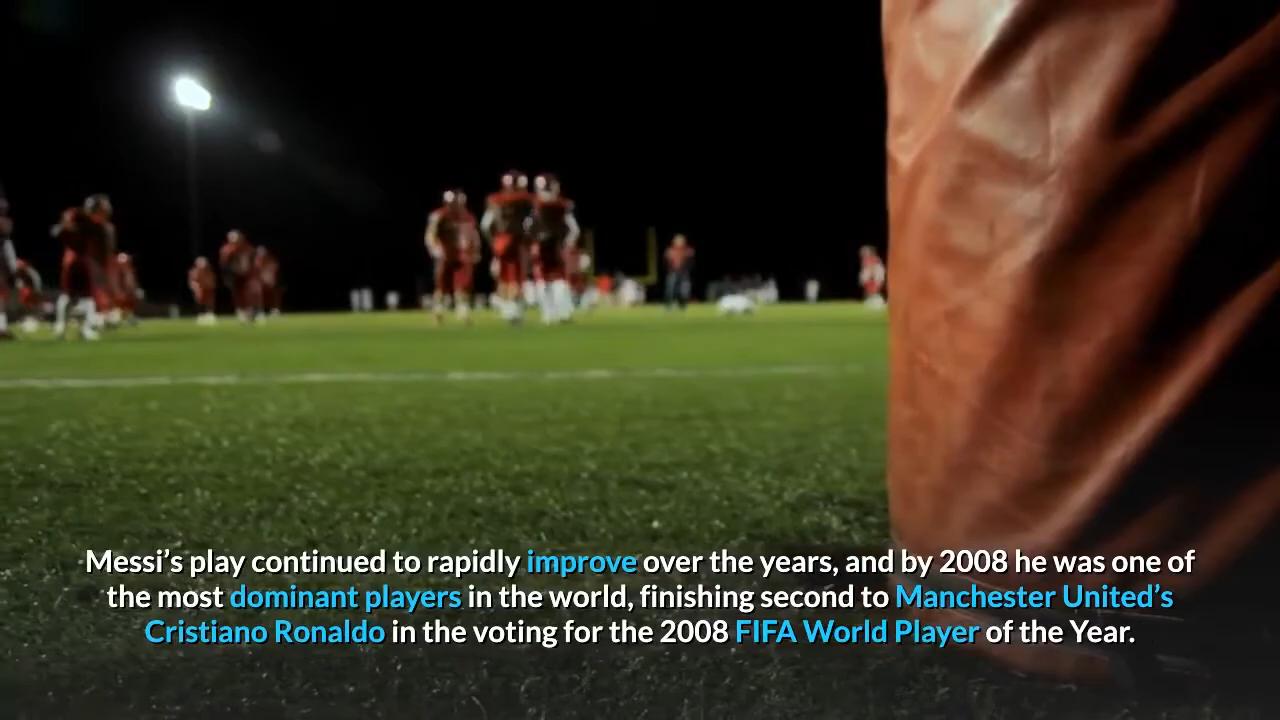 Messi’s play continued to rapidly improve over the years, and by 2008 he was one of
the most dominant players in the world, finishing second to Manchester United’s
Cristiano Ronaldo in the voting for the 2008 FIFA World Player of the Year.